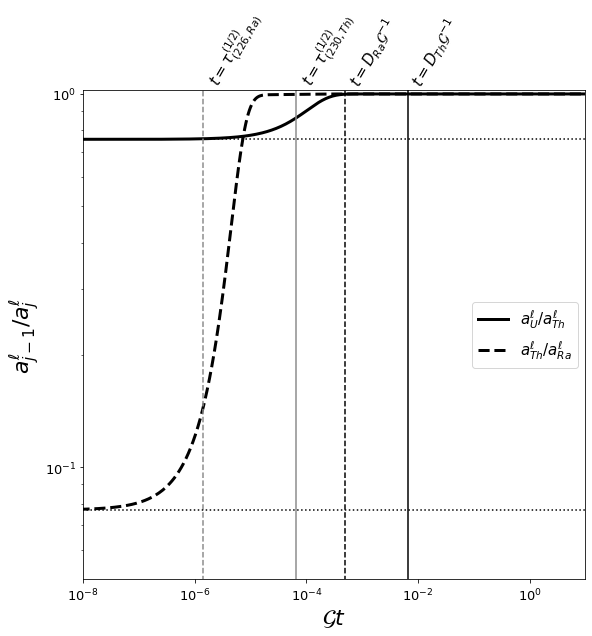 t = τ^{(1/2)}_{(226, Ra)}
t = τ^{(1/2)}_{(230, Th)}
t = D_{Ra}𝒢^{-1}
t = D_{Th}𝒢^{-1}
10^0
10^{-1}
a^ℓ_{j-1}/a^ℓ_j
a^ℓ_U/a^ℓ_{Th}
a^ℓ_{Th}/a^ℓ_{Ra}
10^{-8} 10^{-6} 10^{-4} 10^{-2} 10^0
𝒢t